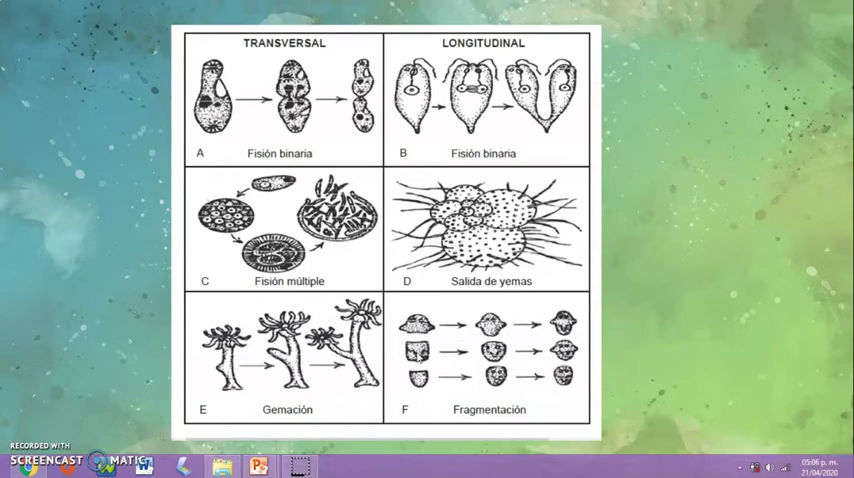 TRANSVERSAL
LONGITUDINAL
A Fisión binaria
B Fisión binaria
C Fisión múltiple
D Salida de yemas
E Gemación
F Fragmentación
RECORDED WITH
SCREENCAST MATIC
05:06 p. m.
21/04/2020